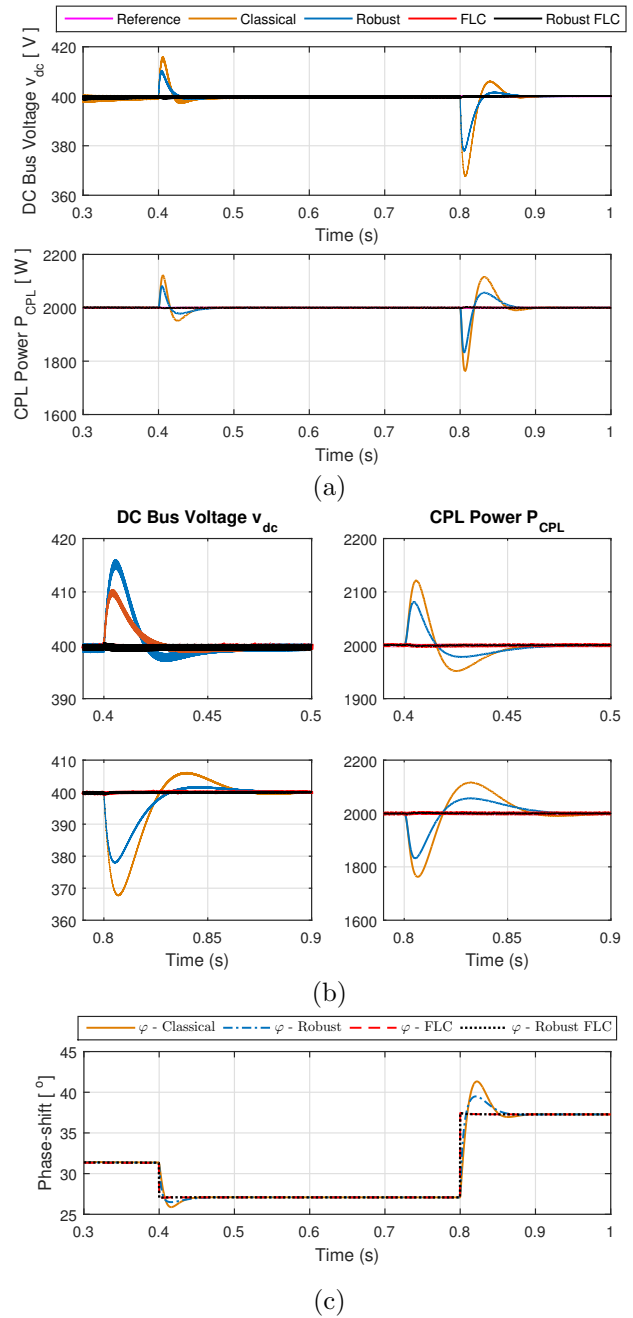 Reference Classical Robust FLC Robust FLC
DC Bus Voltage v_dc [ V]
420
400
380
360
0.3 0.4 0.5 0.6 0.7 0.8 0.9 1
Time (s)
CPL Power P_CPL [ W ]
2200
2000
1800
1600
0.3 0.4 0.5 0.6 0.7 0.8 0.9 1
Time (s)
(a)
DC Bus Voltage v_dc
420
410
400
390
0.4 0.45 0.5
CPL Power P_CPL
2200
2100
2000
1900
0.4 0.45 0.5
410
400
390
380
370
360
0.8 0.85 0.9
Time (s)
2200
2000
1800
1600
0.8 0.85 0.9
Time (s)
(b)
φ - Classical φ - Robust φ - FLC φ - Robust FLC
Phase-shift [ °]
45
40
35
30
25
0.3 0.4 0.5 0.6 0.7 0.8 0.9 1
Time (s)
(c)